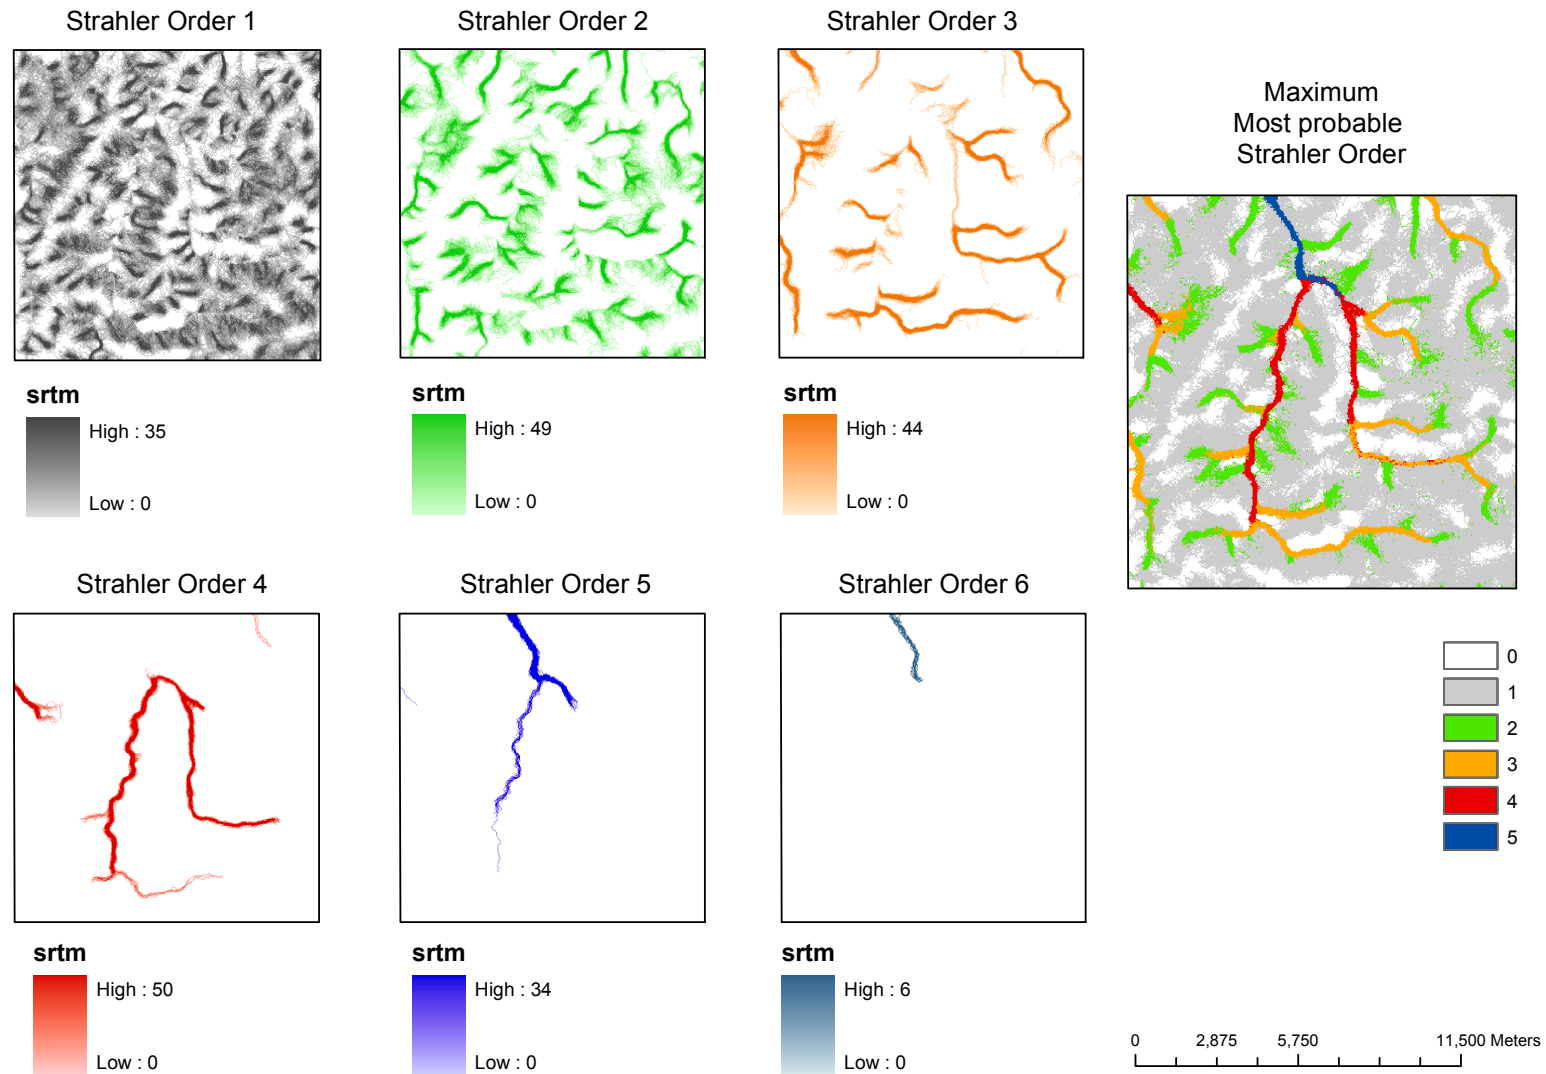 Strahler Order 1
Strahler Order 2
Strahler Order 3
Maximum
Most probable
Strahler Order
srtm
High : 35
Low : 0
srtm
High : 49
Low : 0
srtm
High : 44
Low : 0
Strahler Order 4
Strahler Order 5
Strahler Order 6
0
1
2
3
4
5
srtm
High : 50
Low : 0
srtm
High : 34
Low : 0
srtm
High : 6
Low : 0
0 2,875 5,750 11,500 Meters